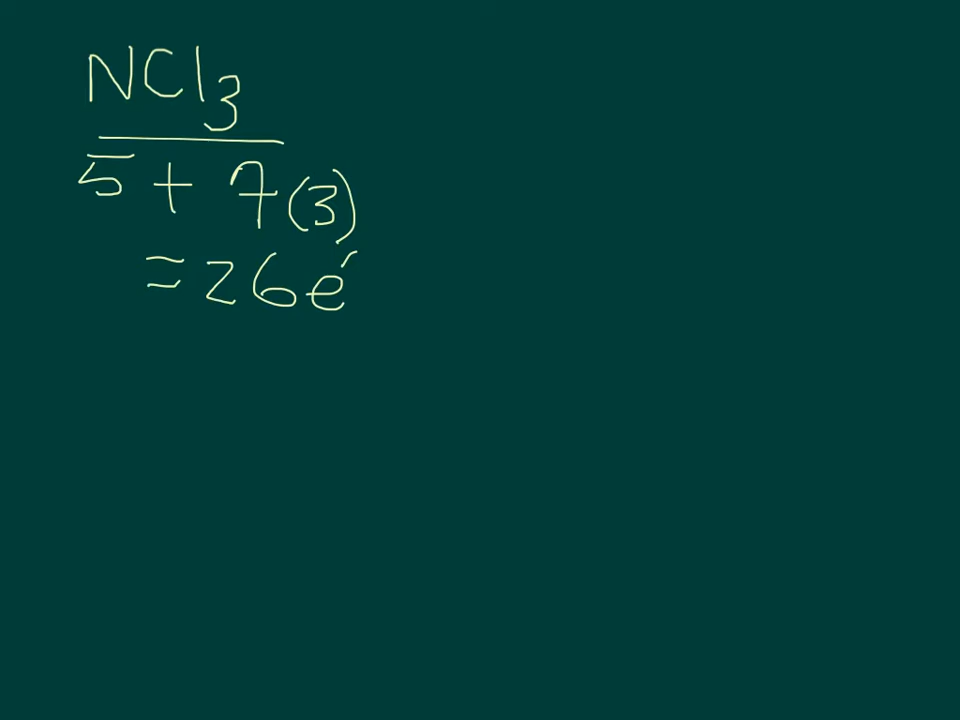 NCl3
5 + 7(3)
= 26e-